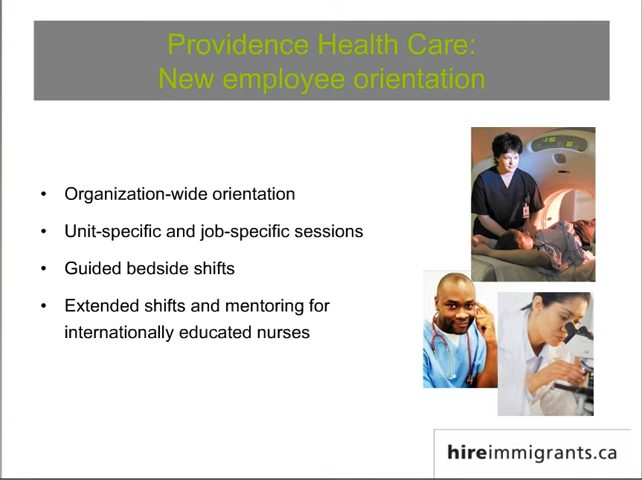 Providence Health Care:
New employee orientation
• Organization-wide orientation
• Unit-specific and job-specific sessions
• Guided bedside shifts
• Extended shifts and mentoring for
internationally educated nurses
hireimmigrants.ca